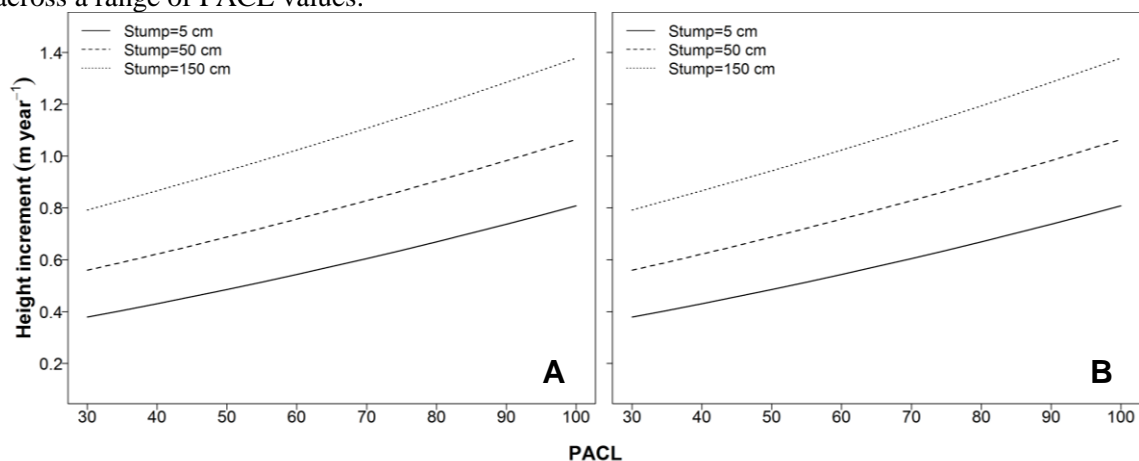 across a range of PACL values.
Stump=5 cm
Stump=50 cm
Stump=150 cm
Stump=5 cm
Stump=50 cm
Stump=150 cm
Height increment (m year⁻¹)
1.4
1.2
1.0
0.8
0.6
0.4
0.2
A
B
30 40 50 60 70 80 90 100
30 40 50 60 70 80 90 100
PACL